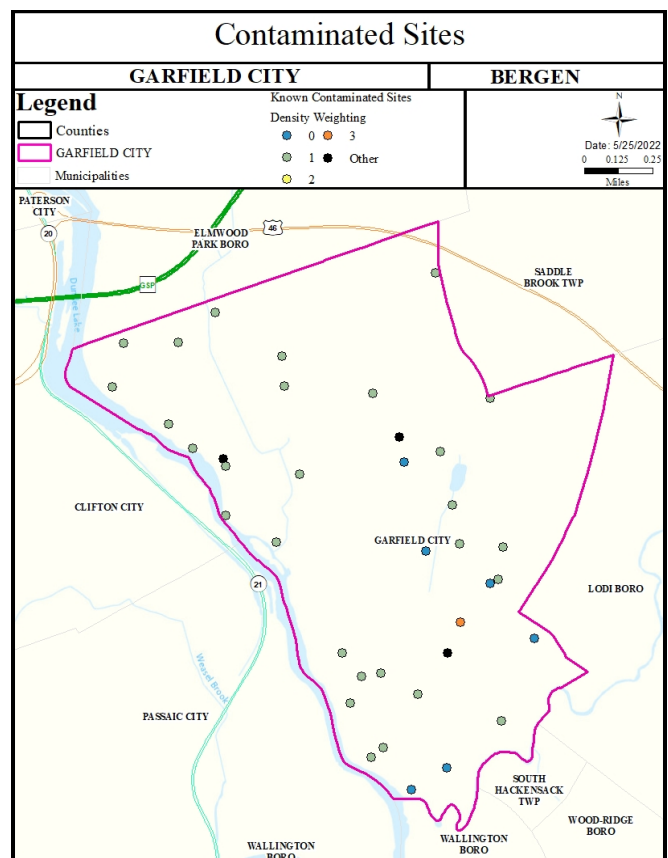 Contaminated Sites
GARFIELD CITY
BERGEN
Legend
Counties
GARFIELD CITY
Municipalities
Known Contaminated Sites
Density Weighting
0
3
1
Other
2
N
Date: 5/25/2022
0 0.125 0.25
Miles
PATERSON
CITY
20
ELMWOOD
PARK BORO
46
SADDLE
BROOK TWP
GSP
Dundee Lake
CLIFTON CITY
GARFIELD CITY
21
LODI BORO
Weasel Brook
PASSAIC CITY
SOUTH
HACKENSACK
TWP
WOOD-RIDGE
BORO
WALLINGTON
BORO
WALLINGTON
BORO